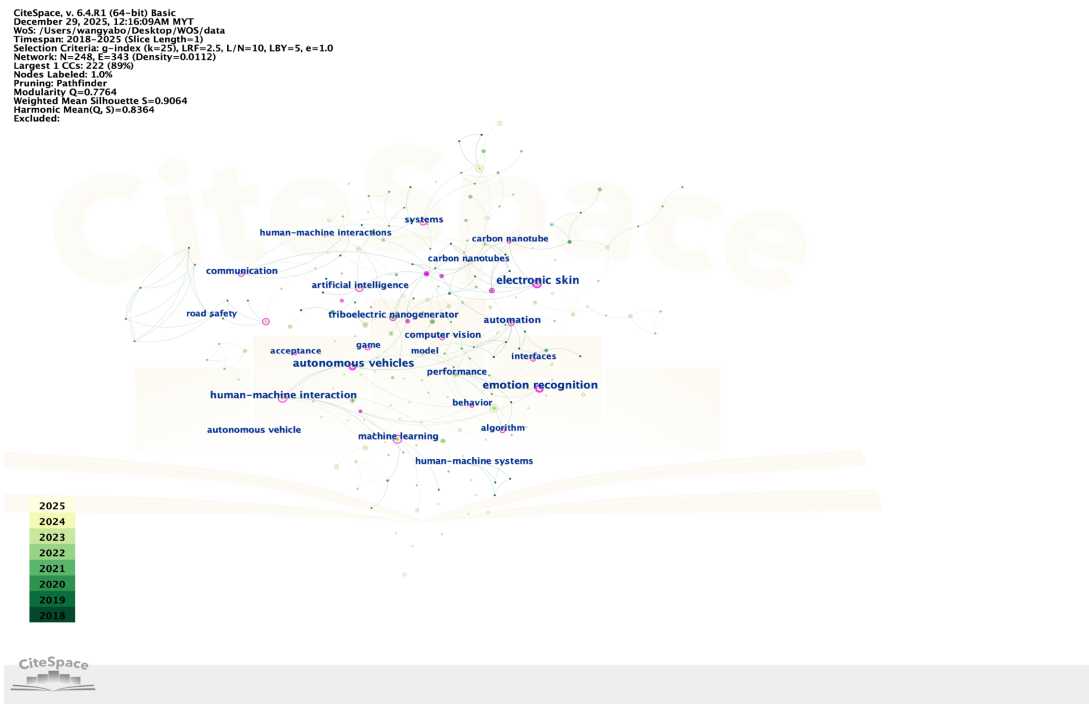 CiteSpace, v. 6.4.R1 (64-bit) Basic
December 29, 2025, 12:16:09AM MYT
WoS: /Users/wangyabo/Desktop/WOS/data
Timespan: 2018-2025 (Slice Length=1)
Selection Criteria: g-index (k=25), LRF=2.5, L/N=10, LBY=5, e=1.0
Network: N=248, E=343 (Density=0.0112)
Largest 1 CCs: 222 (89%)
Nodes Labeled: 1.0%
Pruning: Pathfinder
Modularity Q=0.7764
Weighted Mean Silhouette S=0.9064
Harmonic Mean(Q, S)=0.8364
Excluded:
CiteSpace
systems
human-machine interactions
carbon nanotube
carbon nanotubes
communication
electronic skin
artificial intelligence
road safety
triboelectric nanogenerator
automation
computer vision
game
acceptance
model
interfaces
autonomous vehicles
performance
emotion recognition
human-machine interaction
behavior
autonomous vehicle
algorithm
machine learning
human-machine systems
2025
2024
2023
2022
2021
2020
2019
2018
CiteSpace